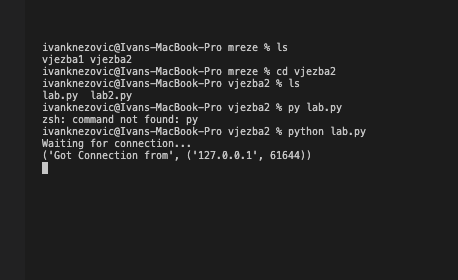 ivanknezovic@Ivans-MacBook-Pro mreze % ls
vjezba1 vjezba2
ivanknezovic@Ivans-MacBook-Pro mreze % cd vjezba2
ivanknezovic@Ivans-MacBook-Pro vjezba2 % ls
lab.py  lab2.py
ivanknezovic@Ivans-MacBook-Pro vjezba2 % py lab.py
zsh: command not found: py
ivanknezovic@Ivans-MacBook-Pro vjezba2 % python lab.py
Waiting for connection...
('Got Connection from', ('127.0.0.1', 61644))